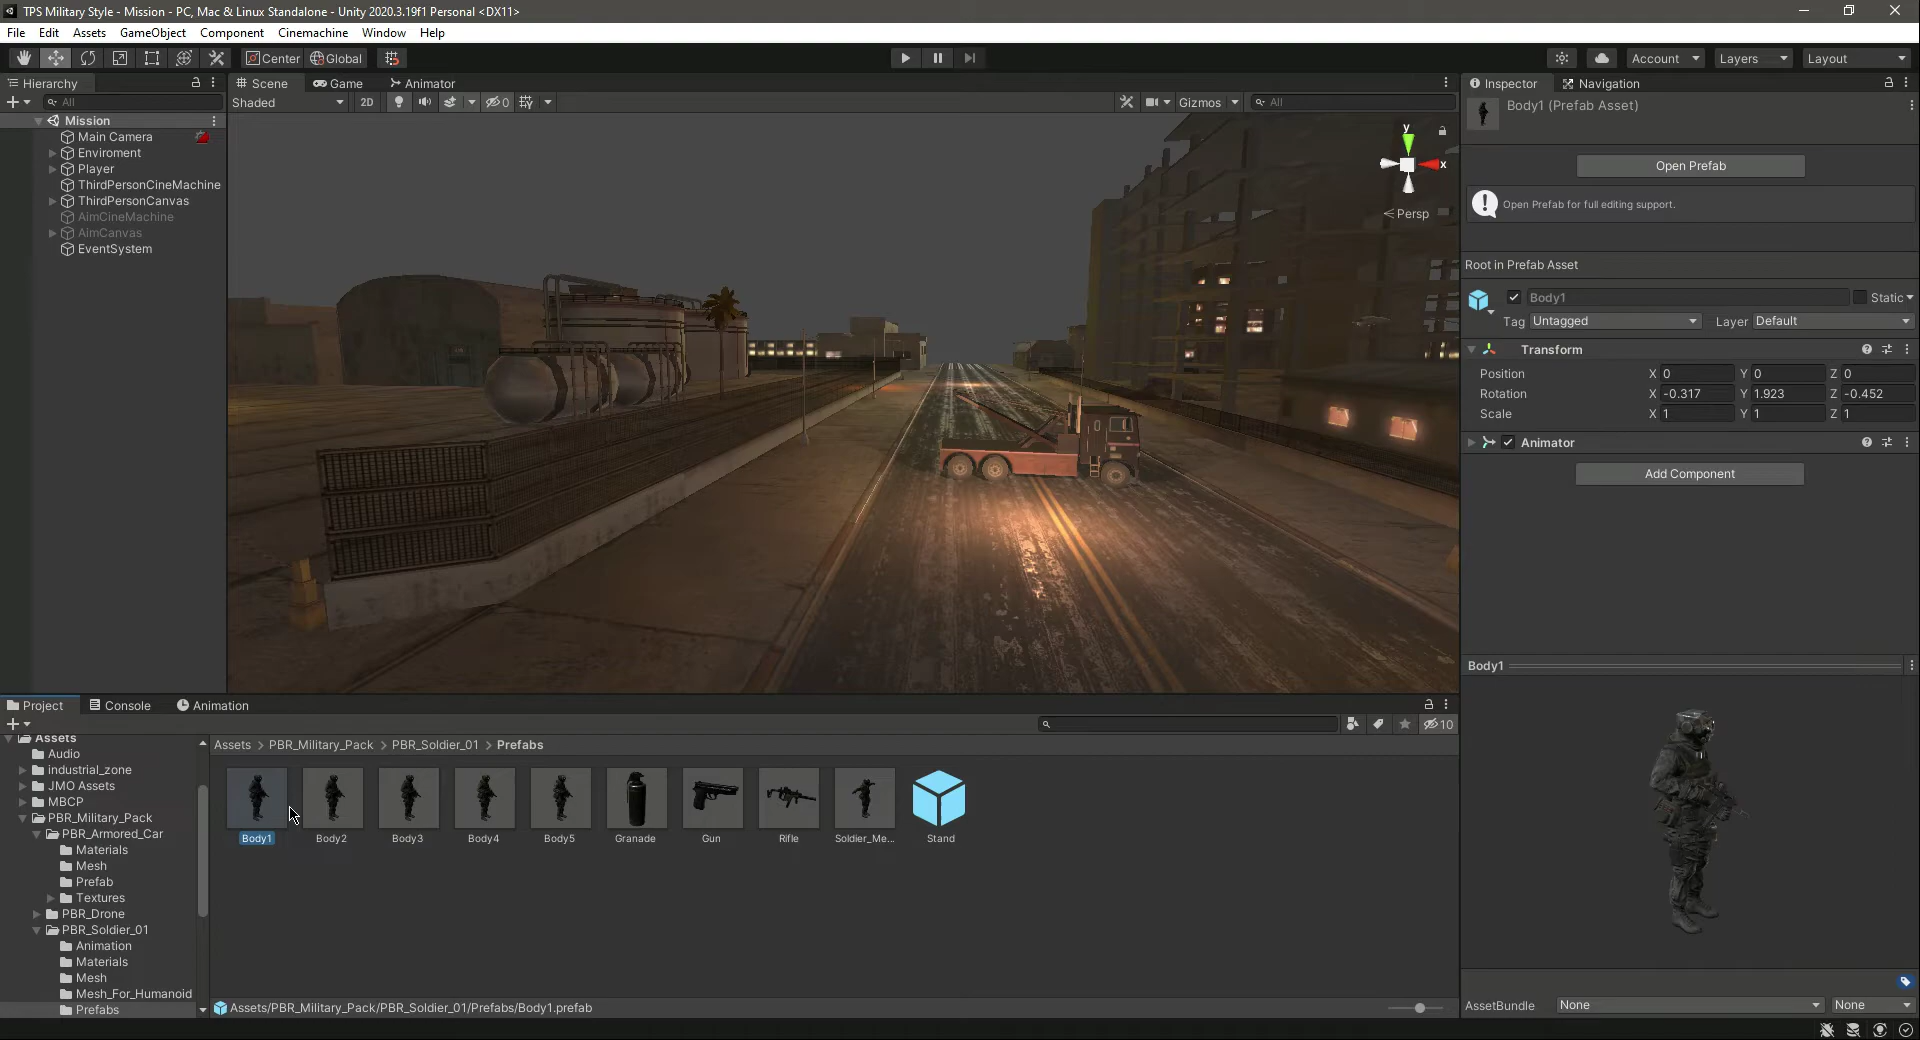 TPS Military Style - Mission - PC, Mac & Linux Standalone - Unity 2020.3.19f1 Personal <DX11>
File Edit Assets GameObject Component Cinemachine Window Help
Center Global Account Layers Layout
Hierarchy
All
Mission
Main Camera
Enviroment
Player
ThirdPersonCineMachine
ThirdPersonCanvas
AimCineMachine
AimCanvas
EventSystem
Scene Game Animator
Shaded 2D 0 Gizmos All
y
x
< Persp
Inspector Navigation
Body1 (Prefab Asset)
Open Prefab
Open Prefab for full editing support.
Root in Prefab Asset
Body1 Static
Tag Untagged Layer Default
Transform
Position X 0 Y 0 Z 0
Rotation X -0.317 Y 1.923 Z -0.452
Scale X 1 Y 1 Z 1
Animator
Add Component
Body1
AssetBundle None None
Project Console Animation
10
Assets
Audio
industrial_zone
JMO Assets
MBCP
PBR_Military_Pack
PBR_Armored_Car
Materials
Mesh
Prefab
Textures
PBR_Drone
PBR_Soldier_01
Animation
Materials
Mesh
Mesh_For_Humanoid
Prefabs
Assets > PBR_Military_Pack > PBR_Soldier_01 > Prefabs
Body1 Body2 Body3 Body4 Body5 Granade Gun Rifle Soldier_Me... Stand
Assets/PBR_Military_Pack/PBR_Soldier_01/Prefabs/Body1.prefab